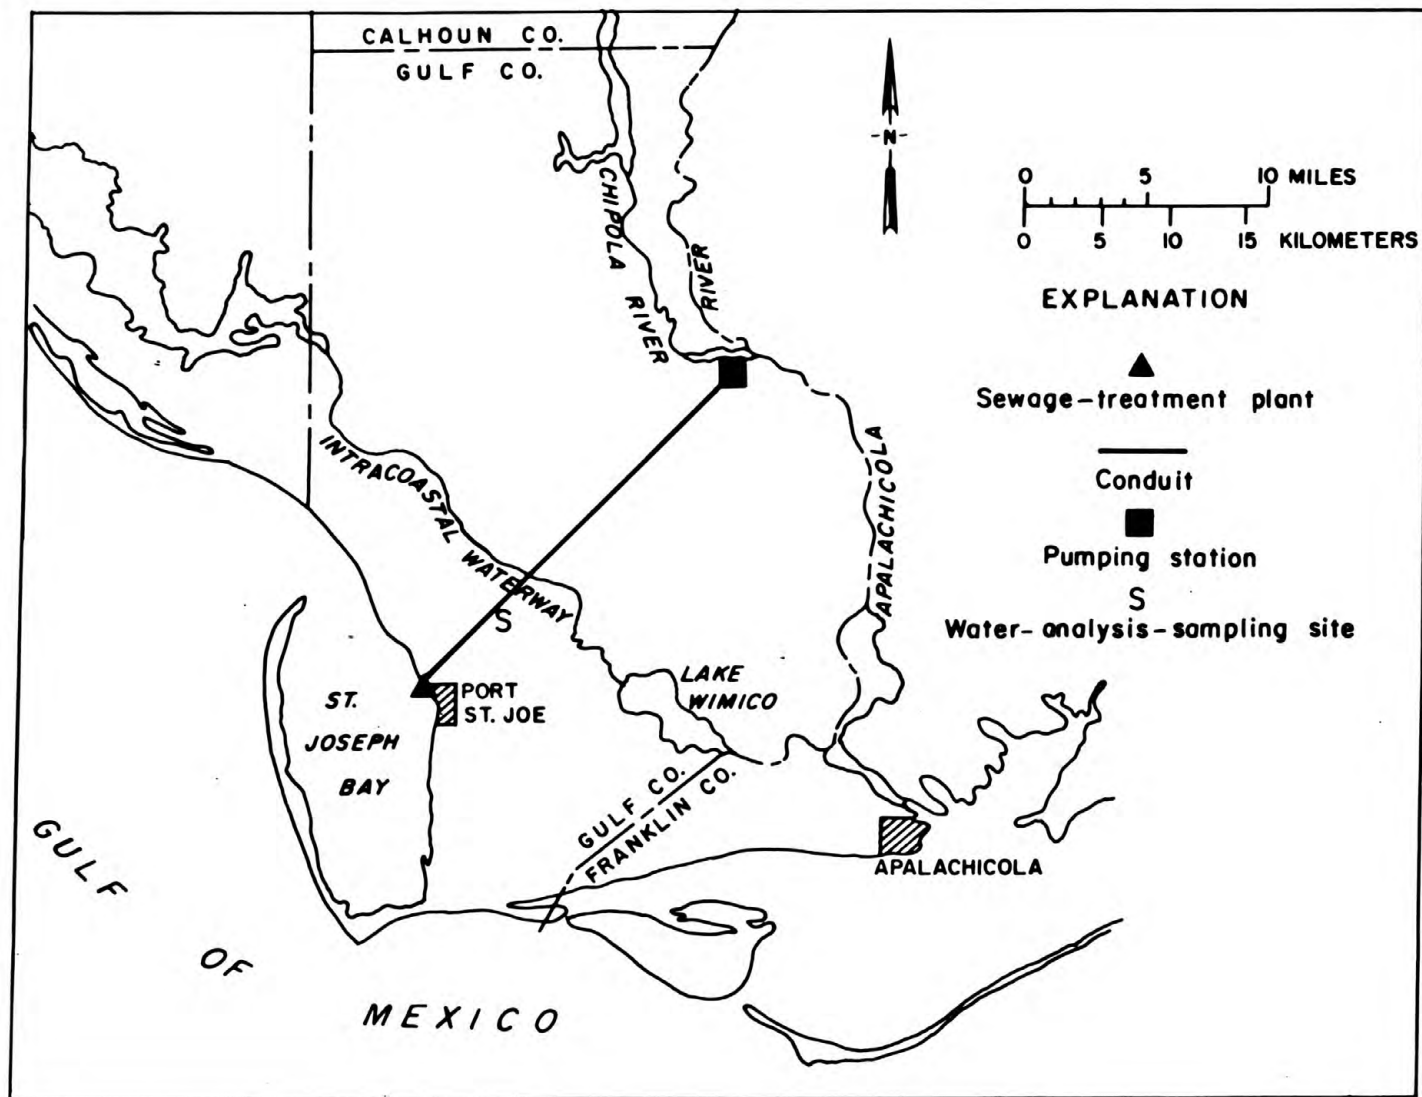 CALHOUN CO.
GULF CO.
-N-
0 5 10 MILES
0 5 10 15 KILOMETERS
CHIPOLA
RIVER
RIVER
EXPLANATION
Sewage-treatment plant
Conduit
Pumping station
S
Water-analysis-sampling site
INTRACOASTAL WATERWAY
S
APALACHICOLA
LAKE
WIMICO
PORT
ST. JOE
ST.
JOSEPH
BAY
GULF CO.
FRANKLIN CO.
APALACHICOLA
GULF
OF
MEXICO